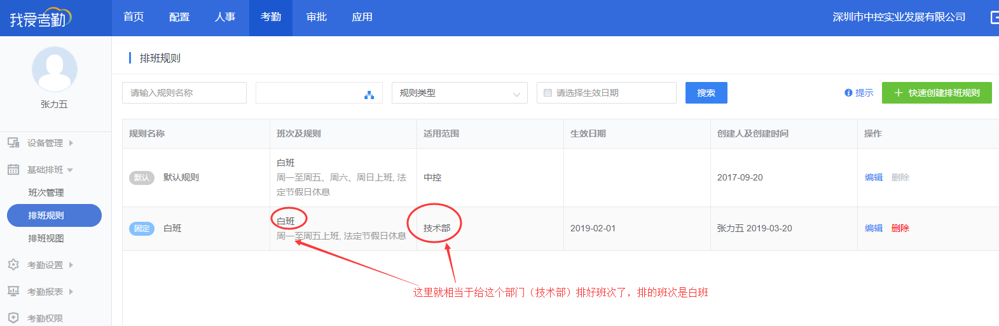 我爱考勤
首页 配置 人事 考勤 审批 应用
深圳市中控实业发展有限公司
张力五
设备管理
基础排班
班次管理
排班规则
排班视图
考勤设置
考勤报表
考勤权限
排班规则
请输入规则名称 规则类型 请选择生效日期 搜索 提示 快速创建排班规则
规则名称 班次及规则 适用范围 生效日期 创建人及创建时间 操作
默认 默认规则
白班
周一至周五、周六、周日上班, 法
定节假日休息
中控
2017-09-20
编辑 删除
固定 白班
白班
周一至周五上班, 法定节假日休息
技术部
2019-02-01
张力五 2019-03-20
编辑 删除
这里就相当于给这个部门（技术部）排好班次了，排的班次是白班